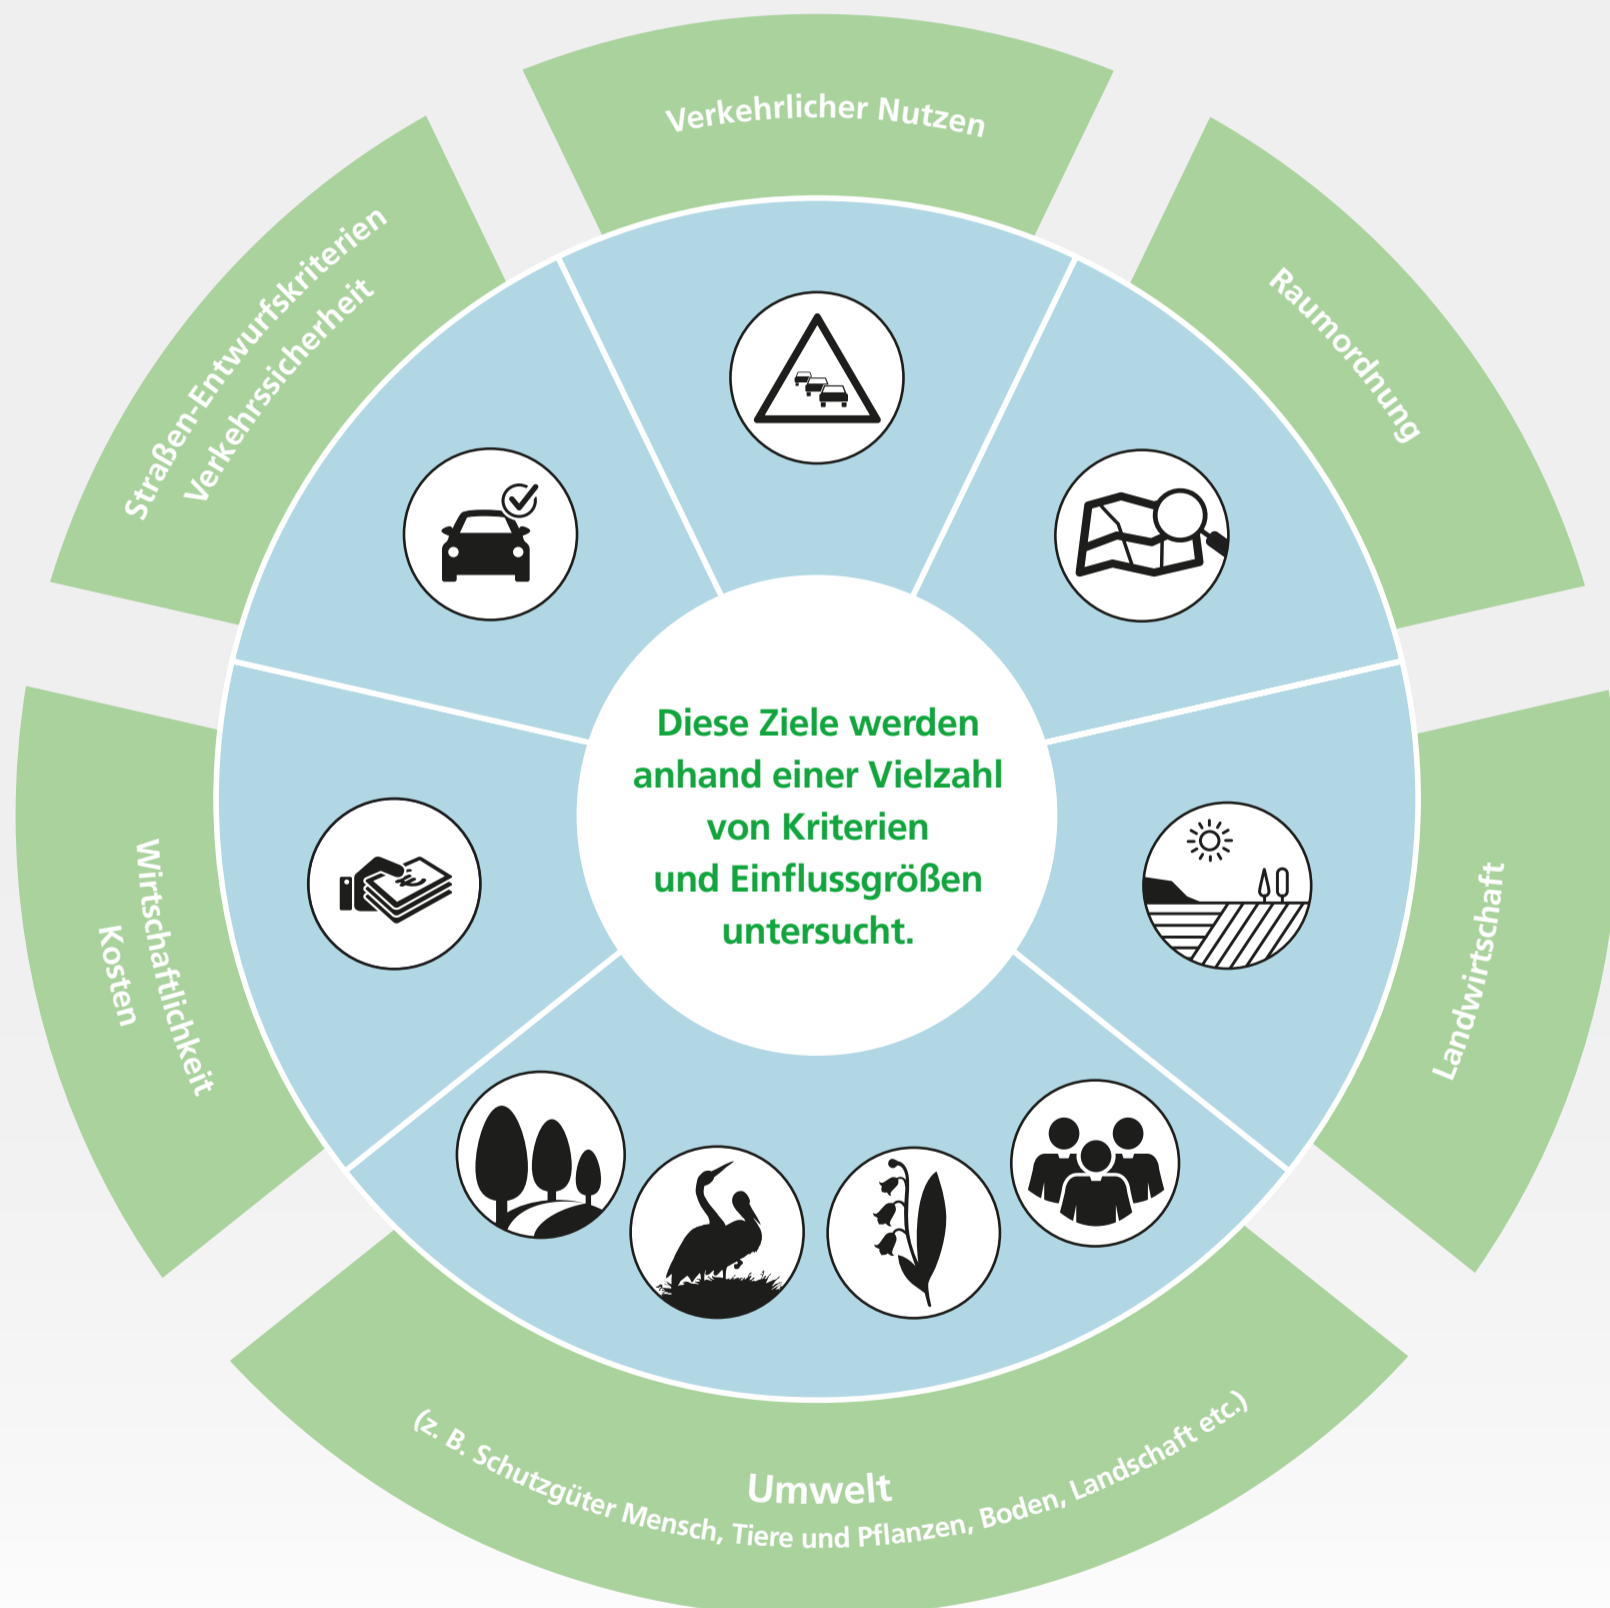 Verkehrlicher Nutzen
Raumordnung
Landwirtschaft
Umwelt
(z. B. Schutzgüter Mensch, Tiere und Pflanzen, Boden, Landschaft etc.)
Wirtschaftlichkeit
Kosten
Straßen-Entwurfskriterien
Verkehrssicherheit
Diese Ziele werden
anhand einer Vielzahl
von Kriterien
und Einflussgrößen
untersucht.